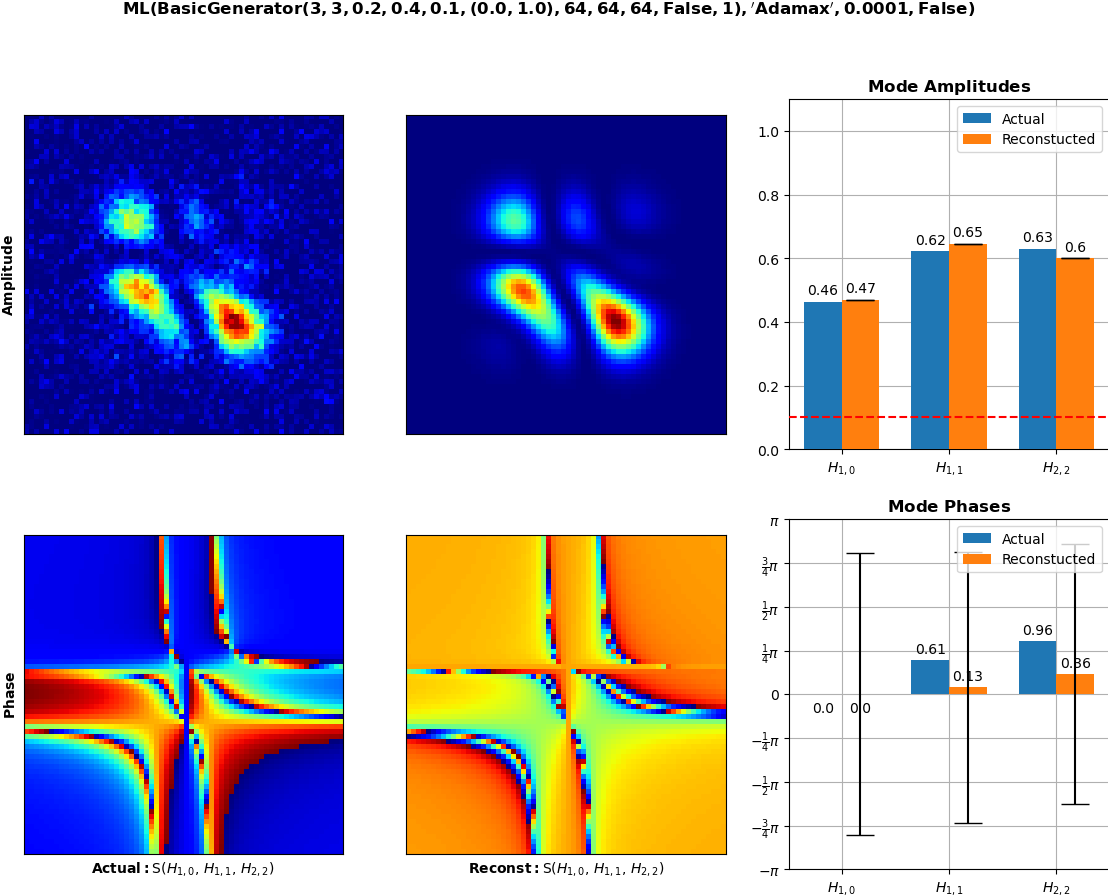 ML(BasicGenerator(3, 3, 0.2, 0.4, 0.1, (0.0, 1.0), 64, 64, 64, False, 1), ′Adamax′, 0.0001, False)
Mode Amplitudes
Actual
Reconstucted
1.0
0.8
0.6
0.4
0.2
0.0
0.46
0.47
0.62
0.65
0.63
0.6
H1,0
H1,1
H2,2
Amplitude
Mode Phases
Actual
Reconstucted
π
3/4π
1/2π
1/4π
0
−1/4π
−1/2π
−3/4π
−π
0.0
0.0
0.61
0.13
0.96
0.36
H1,0
H1,1
H2,2
Phase
Actual: S(H1,0, H1,1, H2,2)
Reconst: S(H1,0, H1,1, H2,2)